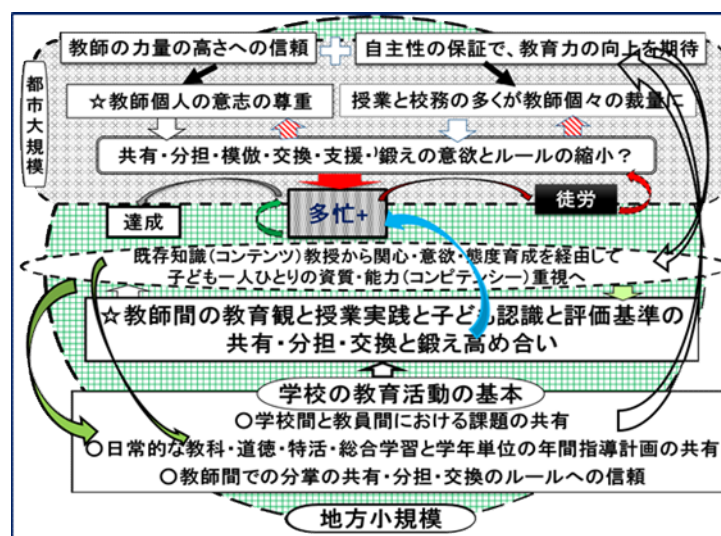 教師の力量の高さへの信頼
自主性の保証で、教育力の向上を期待
都市大規模
☆教師個人の意志の尊重
授業と校務の多くが教師個々の裁量に
共有・分担・模倣・交換・支援・鍛えの意欲とルールの縮小?
達成
多忙+
徒労
既存知識(コンテンツ)教授から関心・意欲・態度育成を経由して
子ども一人ひとりの資質・能力(コンピテンシー)重視へ
☆教師間の教育観と授業実践と子ども認識と評価基準の
共有・分担・交換と鍛え高め合い
学校の教育活動の基本
〇学校間と教員間における課題の共有
〇日常的な教科・道徳・特活・総合学習と学年単位の年間指導計画の共有
〇教師間での分掌の共有・分担・交換のルールへの信頼
地方小規模